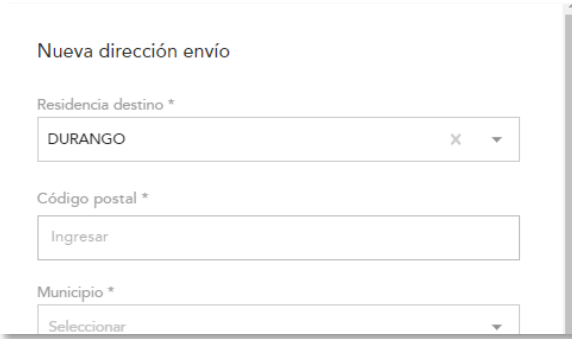 Nueva dirección envío
Residencia destino *
DURANGO
Código postal *
Ingresar
Municipio *
Seleccionar